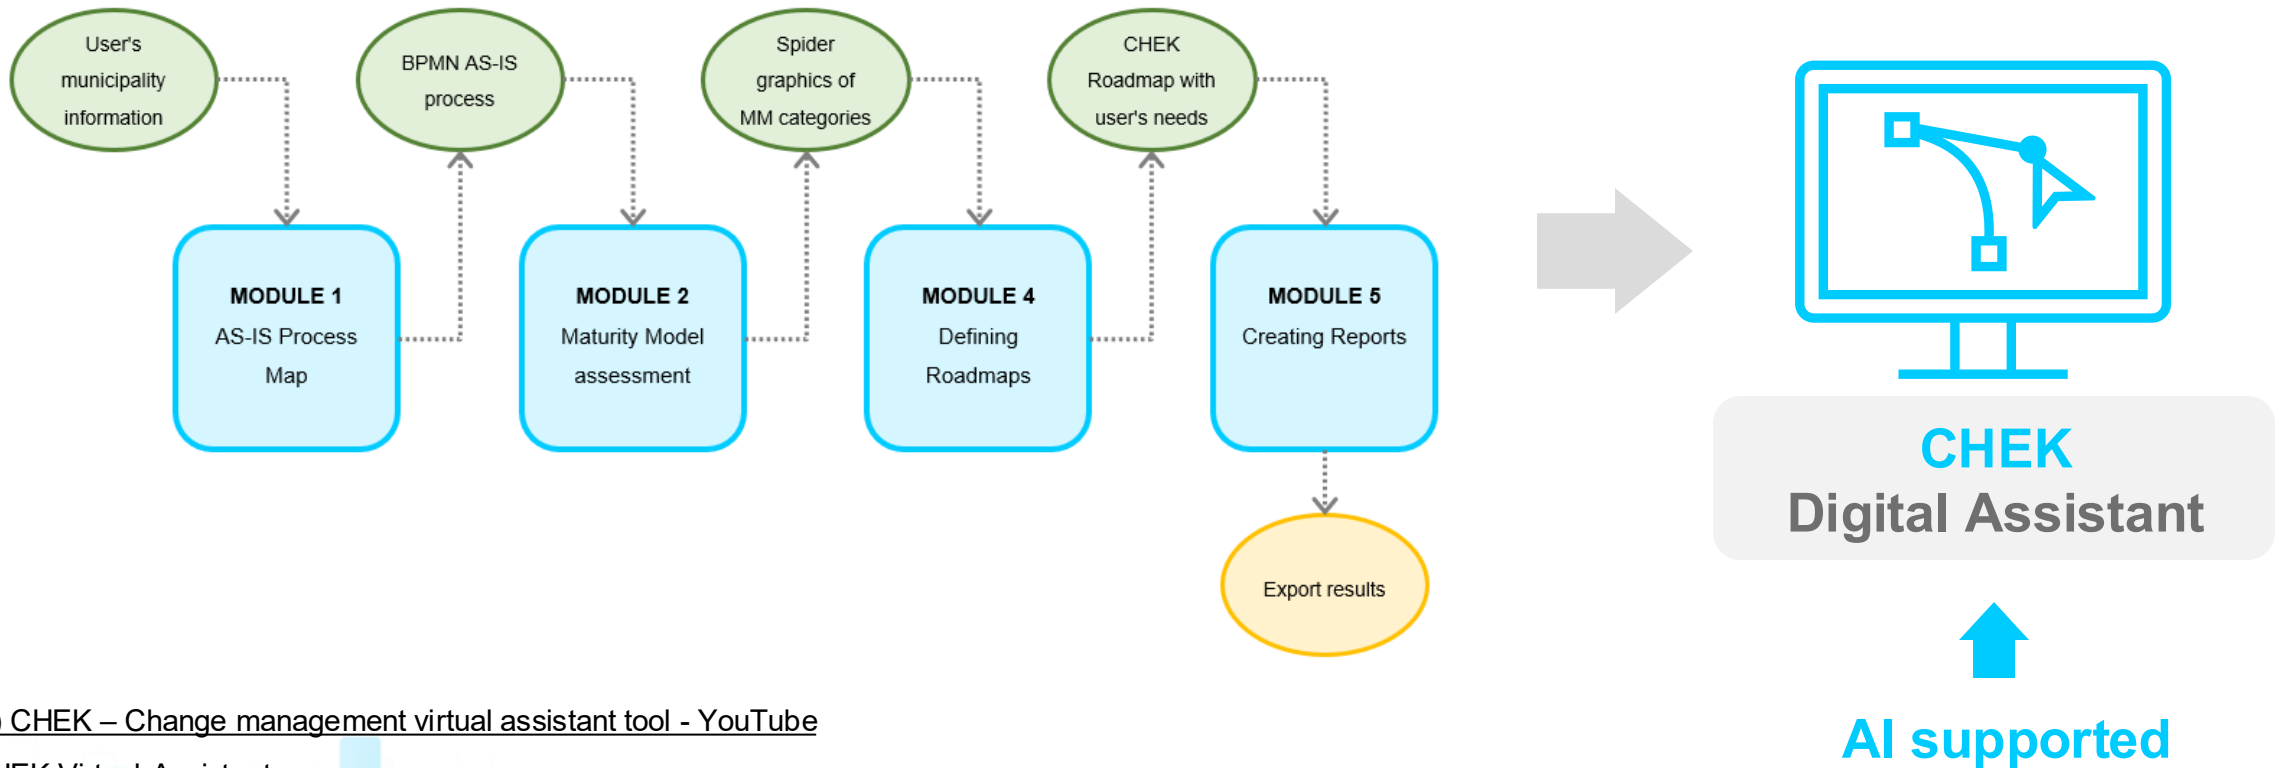 User's
municipality
information
BPMN AS-IS
process
Spider
graphics of
MM categories
CHEK
Roadmap with
user's needs
MODULE 1
AS-IS Process
Map
MODULE 2
Maturity Model
assessment
MODULE 4
Defining
Roadmaps
MODULE 5
Creating Reports
Export results
CHEK
Digital Assistant
AI supported
CHEK – Change management virtual assistant tool - YouTube
Virtual Assistant